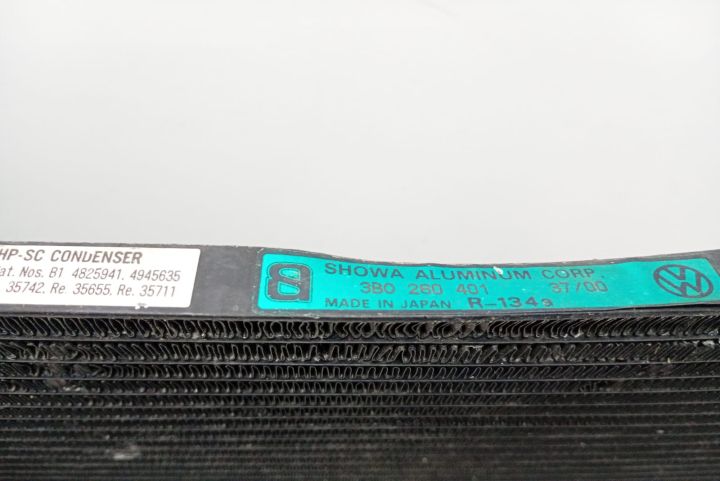 HP-SC CONDENSER
Pat. Nos. B1 4825941, 4945635
35742, Re. 35655, Re. 35711
SHOWA ALUMINUM CORP.
3B0 260 401 37/00
MADE IN JAPAN R-134a